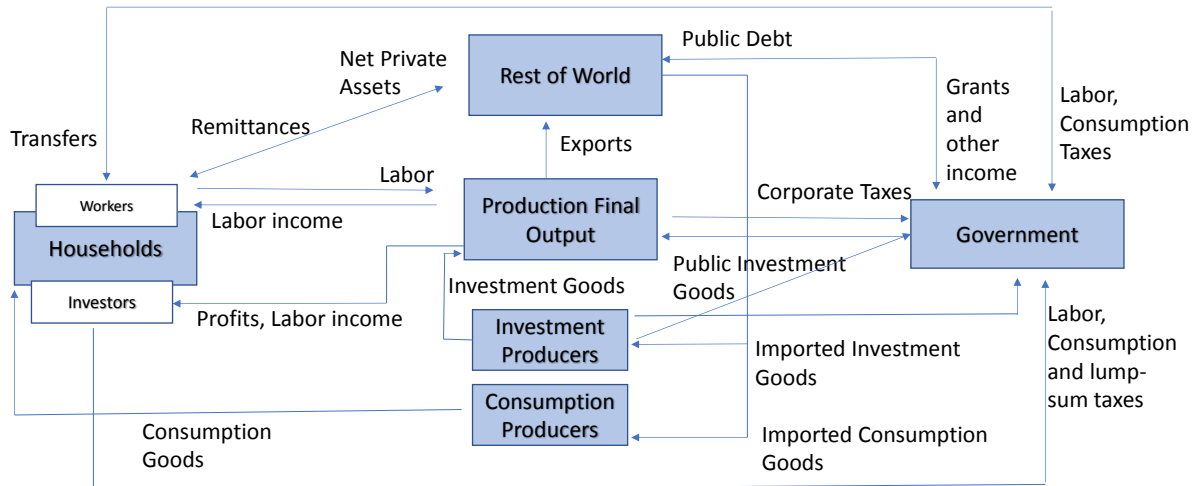 Public Debt
Net Private
Assets
Rest of World
Grants
and
other
income
Labor,
Consumption
Taxes
Transfers
Remittances
Exports
Labor
Workers
Labor income
Households
Production Final
Output
Corporate Taxes
Government
Public Investment
Goods
Investment Goods
Investors
Profits, Labor income
Investment
Producers
Imported Investment
Goods
Labor,
Consumption
and lump-
sum taxes
Consumption
Producers
Consumption
Goods
Imported Consumption
Goods